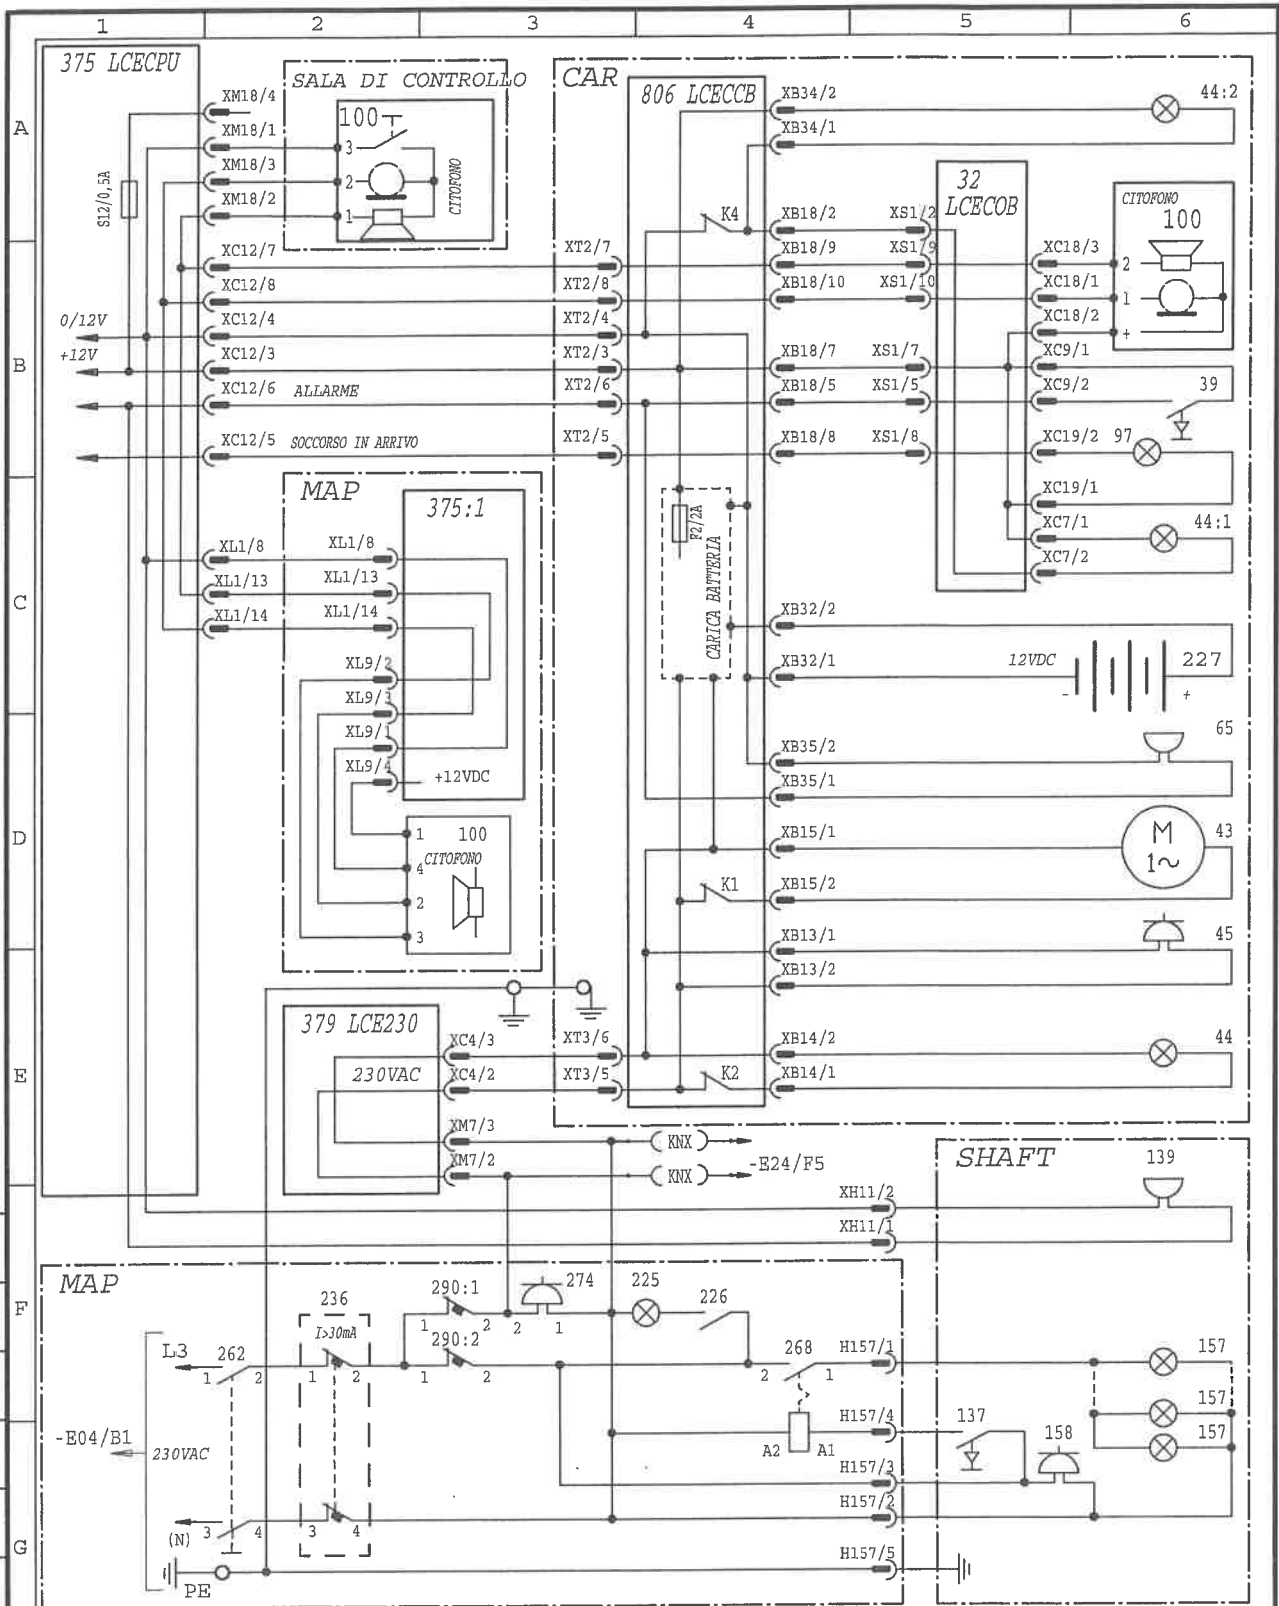 1 2 3 4 5 6
A
B
C
D
E
F
G
375 LCECPU
S12/0,5A
XM18/4
XM18/1
XM18/3
XM18/2
SALA DI CONTROLLO
100
3
2
1
CITOFONO
XC12/7
XC12/8
0/12V
XC12/4
+12V
XC12/3
XC12/6 ALLARME
XC12/5 SOCCORSO IN ARRIVO
XT2/7
XT2/8
XT2/4
XT2/3
XT2/6
XT2/5
CAR
806 LCECCB
XB34/2
44:2
XB34/1
K4
XB18/2 XS1/2
XB18/9 XS1/9
XB18/10 XS1/10
XB18/7 XS1/7
XB18/5 XS1/5
XB18/8 XS1/8
32
LCECOB
CITOFONO
100
2
1
+
XC18/3
XC18/1
XC18/2
XC9/1
XC9/2
39
XC19/2 97
XC19/1
XC7/1 44:1
XC7/2
F2/2A
CARICA BATTERIA
XB32/2
XB32/1
12VDC
-
+
227
XB35/2
65
XB35/1
XB15/1
M
1~
43
K1
XB15/2
XB13/1
45
XB13/2
XB14/2
44
K2
XB14/1
MAP
375:1
XL1/8 XL1/8
XL1/13 XL1/13
XL1/14 XL1/14
XL9/2
XL9/3
XL9/1
XL9/4
+12VDC
1 100
CITOFONO
4
2
3
379 LCE230
230VAC
XC4/3 XT3/6
XC4/2 XT3/5
XM7/3
KNX
XM7/2
KNX
-E24/F5
SHAFT
139
XH11/2
XH11/1
MAP
236
I>30mA
290:1
1 2
274
2 1
225
226
L3 262
1 2
1 2
290:2
1 2
268
2 1
H157/1
157
157
157
-E04/B1
230VAC
A2 A1
H157/4
137
158
H157/3
H157/2
(N) 3 4
3 4
PE
H157/5